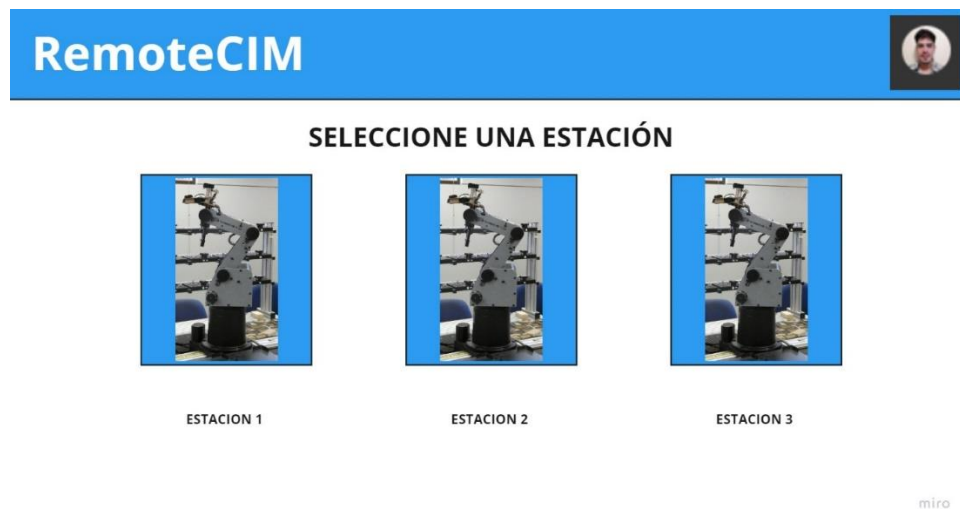 RemoteCIM
SELECCIONE UNA ESTACIÓN
ESTACION 1
ESTACION 2
ESTACION 3
miro